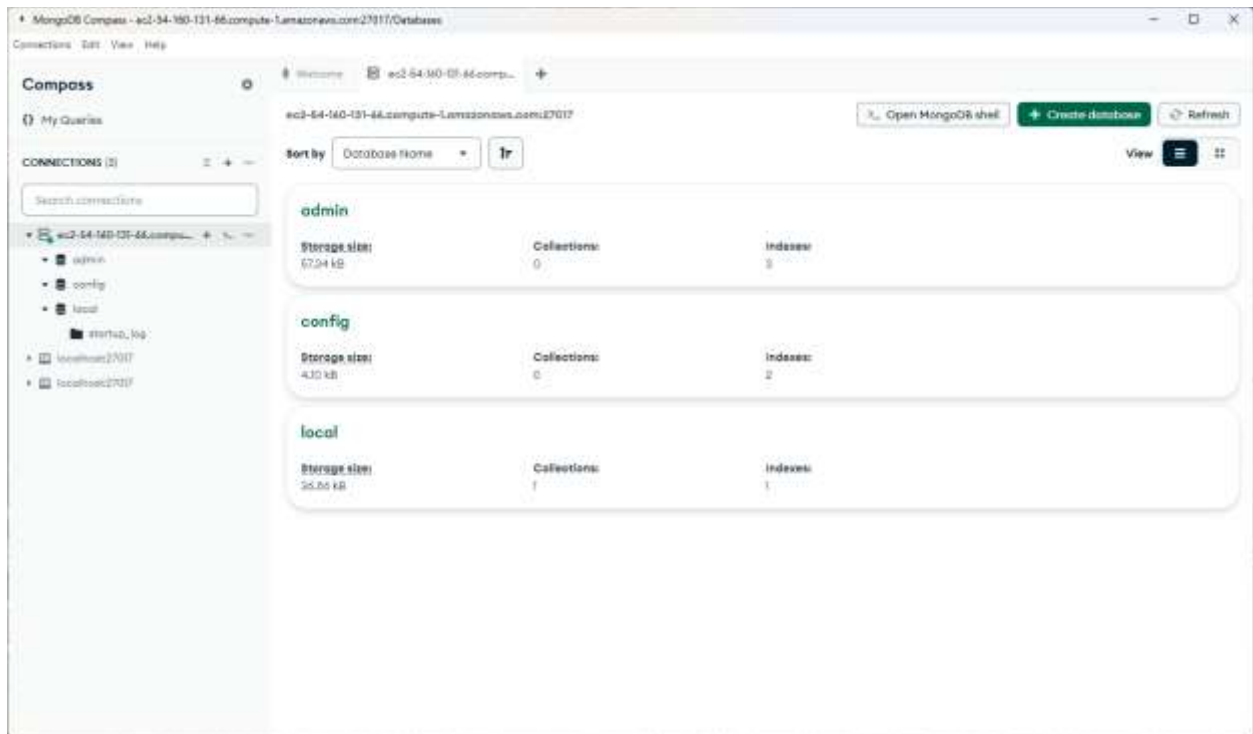 MongoDB Compass - ec2-54-160-131-66.compute-1.amazonaws.com:27017/Databases
Connections Edit View Help
Compass
Welcome
ec2-54-160-131-66.comp...
My Queries
ec2-54-160-131-66.compute-1.amazonaws.com:27017
Open MongoDB shell
Create database
Refresh
CONNECTIONS
Sort by
Database Name
View
Search connections
ec2-54-160-131-66.compu...
admin
config
local
startup_log
localhost:27017
localhost:27017
admin
Storage size: Collections: Indexes:
57.34 kB 0 3
config
Storage size: Collections: Indexes:
4.10 kB 0 2
local
Storage size: Collections: Indexes:
36.86 kB 1 1